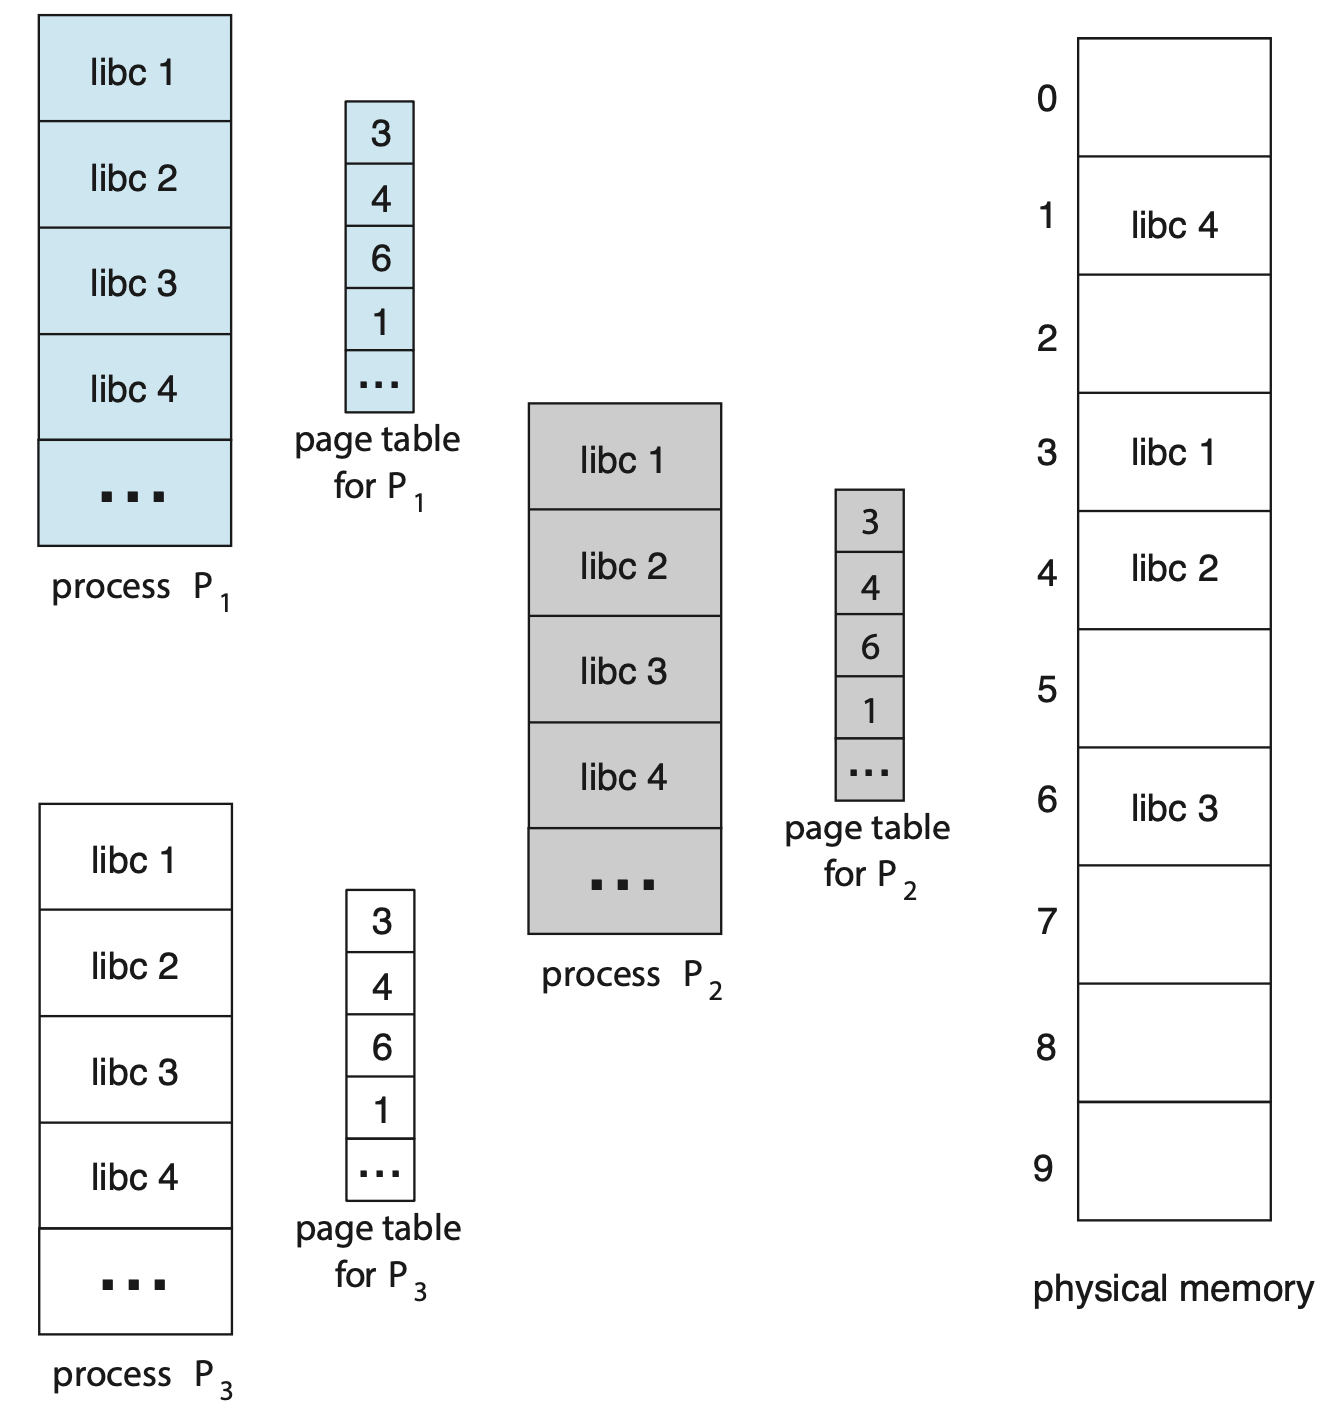 libc 1
libc 2
libc 3
libc 4
...
process P1
3
4
6
1
...
page table
for P1
libc 1
libc 2
libc 3
libc 4
...
process P2
3
4
6
1
...
page table
for P2
libc 1
libc 2
libc 3
libc 4
...
process P3
3
4
6
1
...
page table
for P3
0
1 libc 4
2
3 libc 1
4 libc 2
5
6 libc 3
7
8
9
physical memory